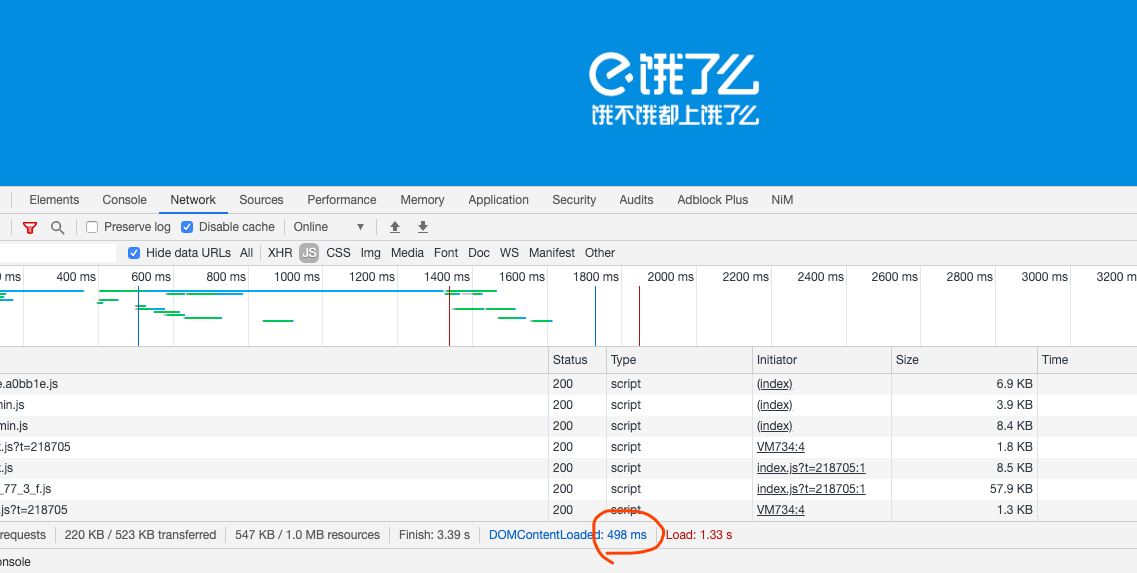 e 饿了么
饿不饿都上饿了么
Elements Console Network Sources Performance Memory Application Security Audits Adblock Plus NiM
Preserve log Disable cache Online ▼
Hide data URLs All XHR JS CSS Img Media Font Doc WS Manifest Other
0 ms 400 ms 600 ms 800 ms 1000 ms 1200 ms 1400 ms 1600 ms 1800 ms 2000 ms 2200 ms 2400 ms 2600 ms 2800 ms 3000 ms 3200 m
Status Type Initiator Size Time
e.a0bb1e.js 200 script (index) 6.9 KB
min.js 200 script (index) 3.9 KB
min.js 200 script (index) 8.4 KB
.js?t=218705 200 script VM734:4 1.8 KB
.js 200 script index.js?t=218705:1 8.5 KB
_77_3_f.js 200 script index.js?t=218705:1 57.9 KB
.js?t=218705 200 script VM734:4 1.3 KB
requests 220 KB / 523 KB transferred 547 KB / 1.0 MB resources Finish: 3.39 s DOMContentLoaded: 498 ms Load: 1.33 s
onsole